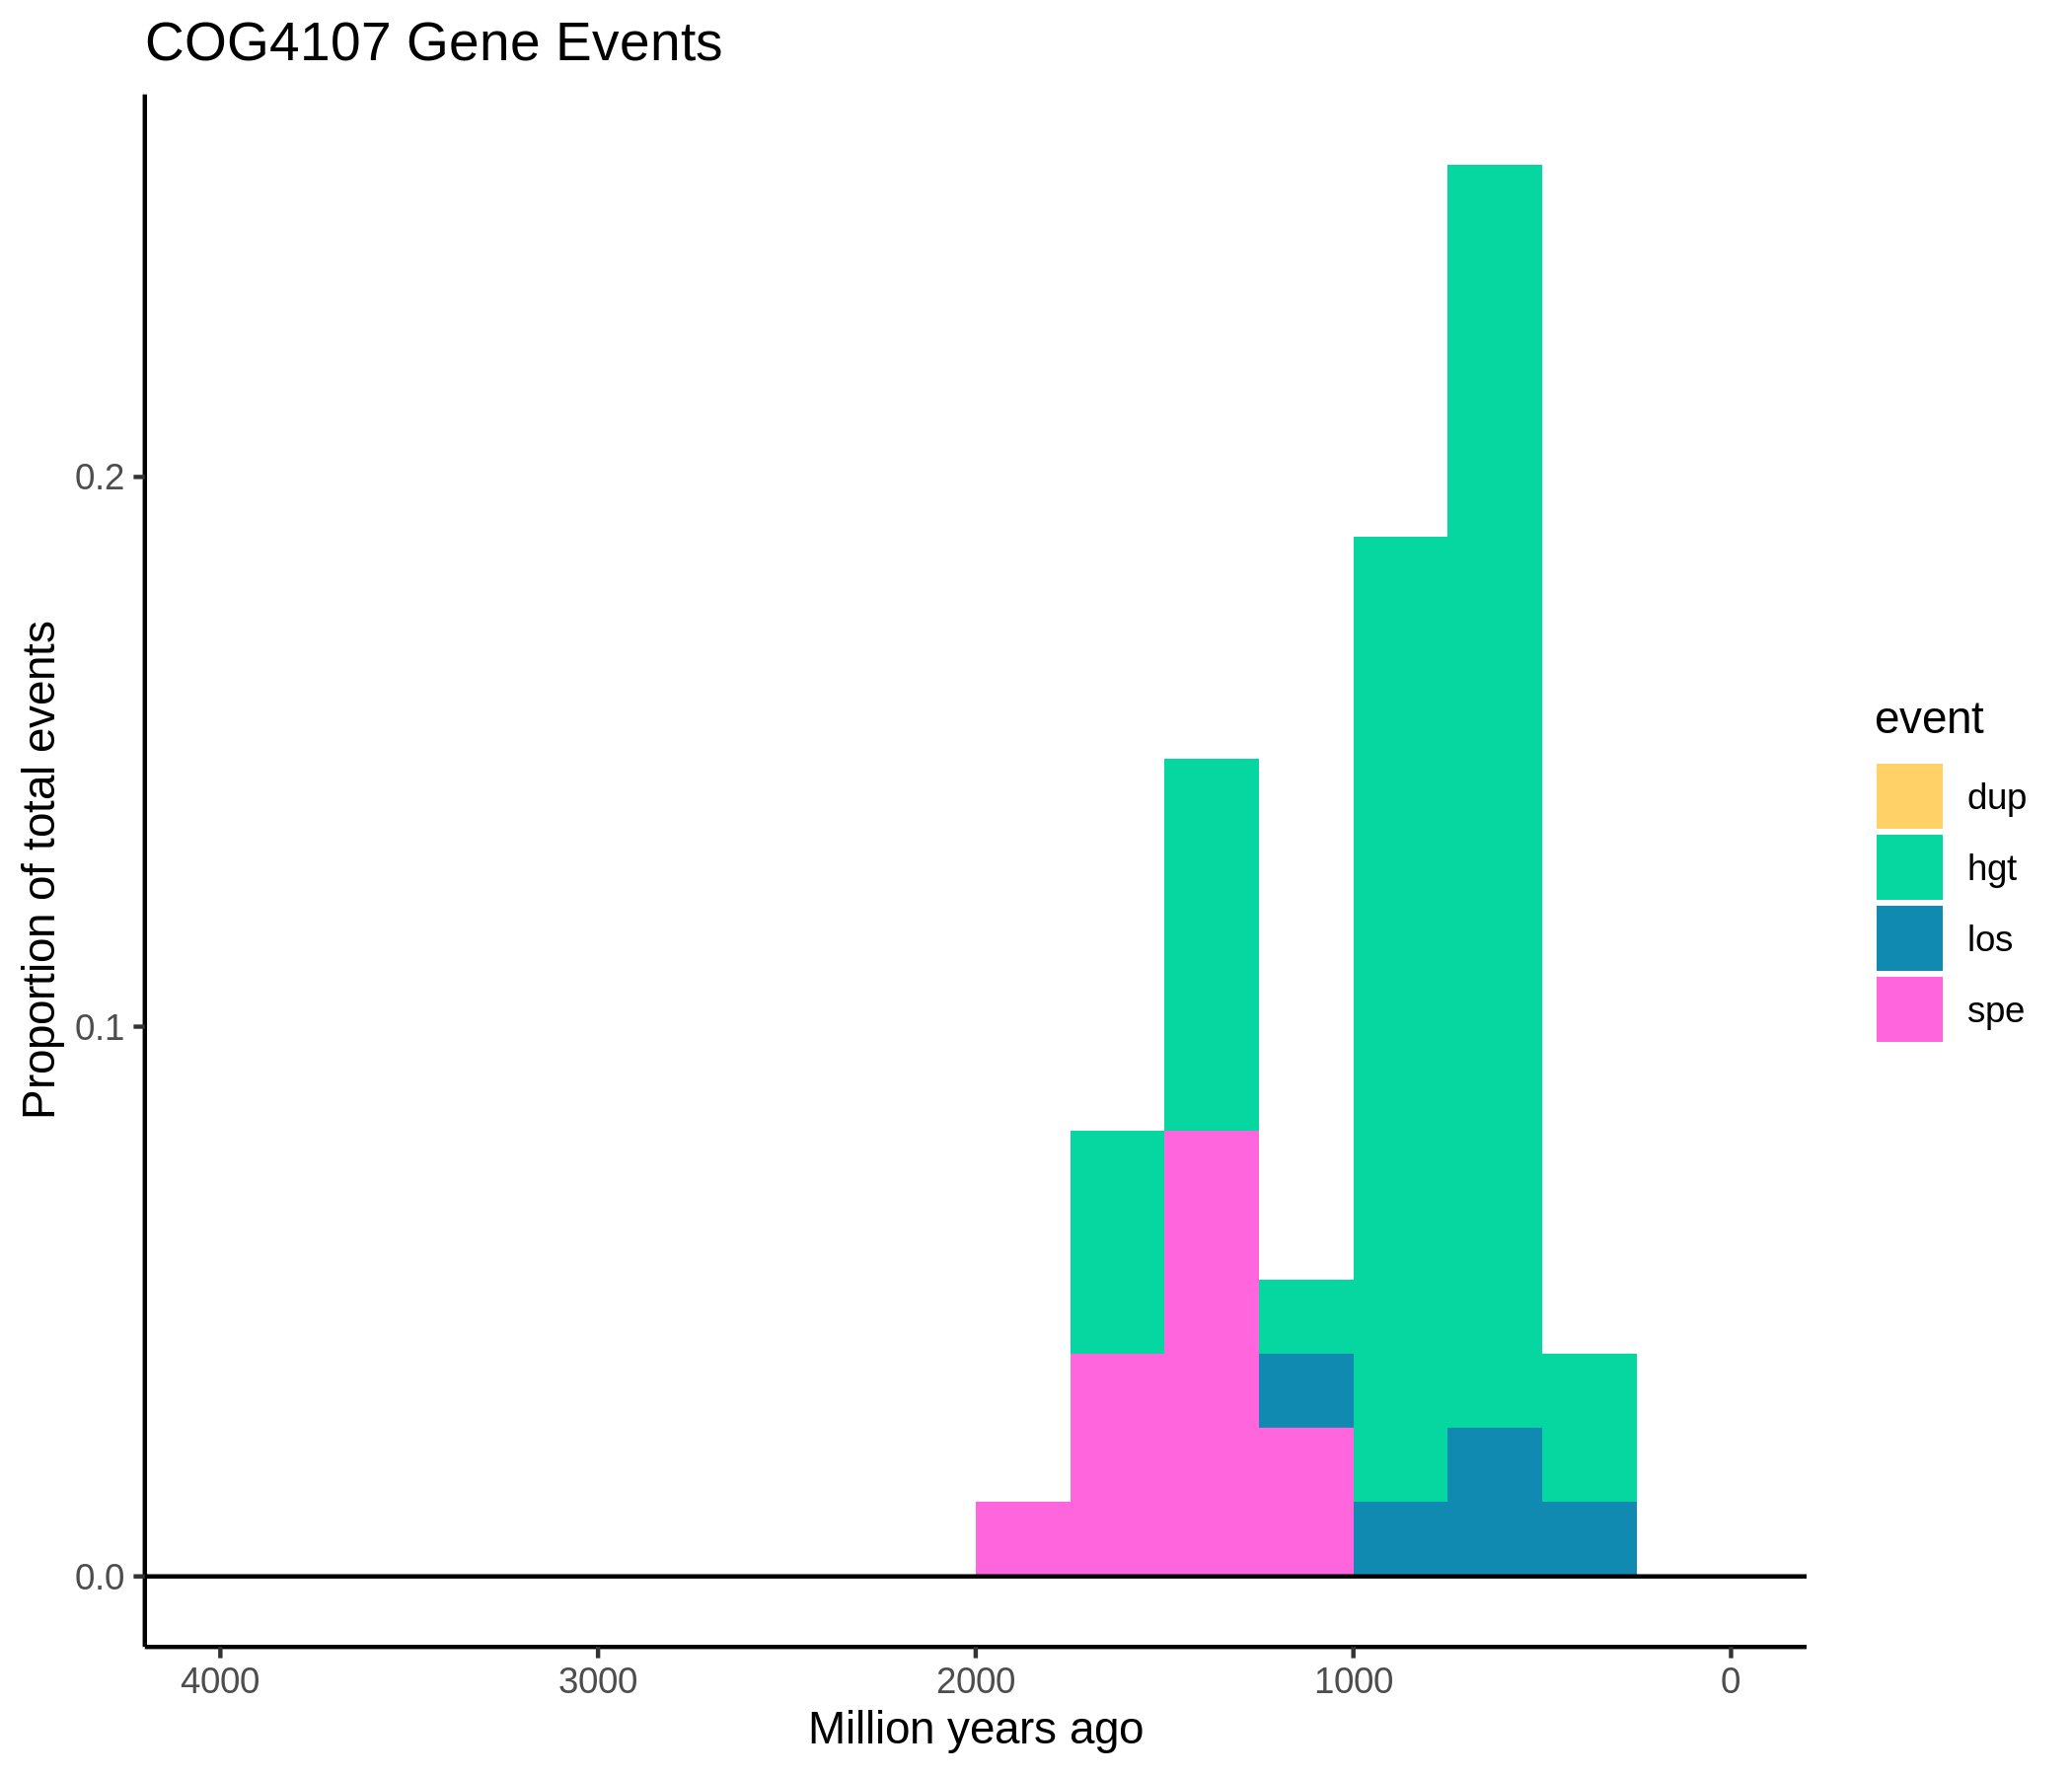 COG4107 Gene Events
Proportion of total events
0.2
0.1
0.0
4000 3000 2000 1000 0
Million years ago
event
dup
hgt
los
spe